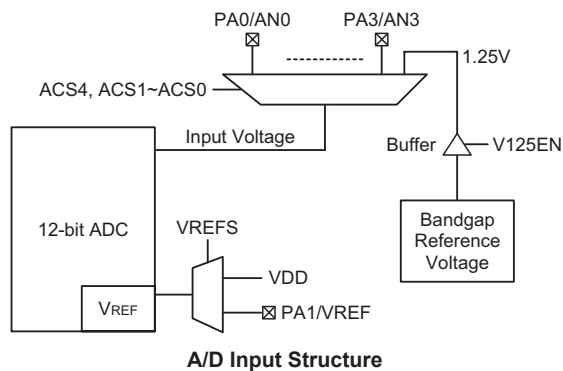 PA0/AN0 PA3/AN3
1.25V
ACS4, ACS1~ACS0
Input Voltage
Buffer
V125EN
12-bit ADC
VREFS
Bandgap
Reference
Voltage
VDD
VREF
PA1/VREF
A/D Input Structure